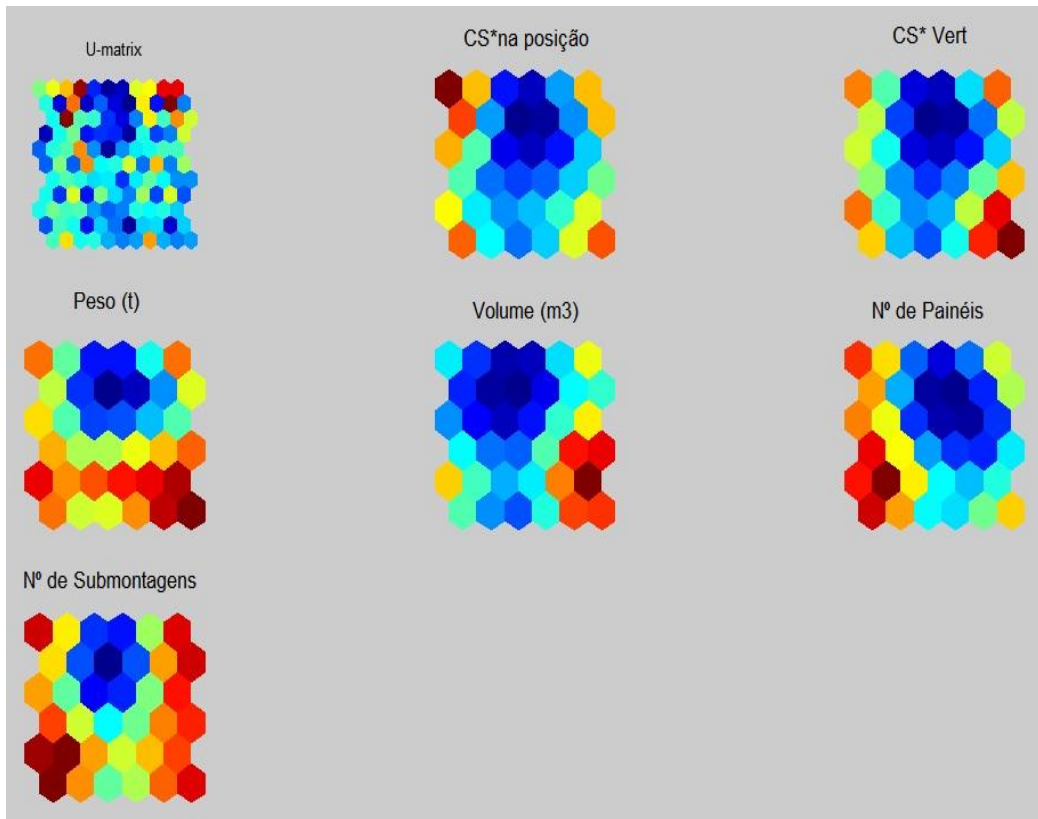 U-matrix
CS*na posição
CS* Vert
Peso (t)
Volume (m3)
Nº de Painéis
Nº de Submontagens